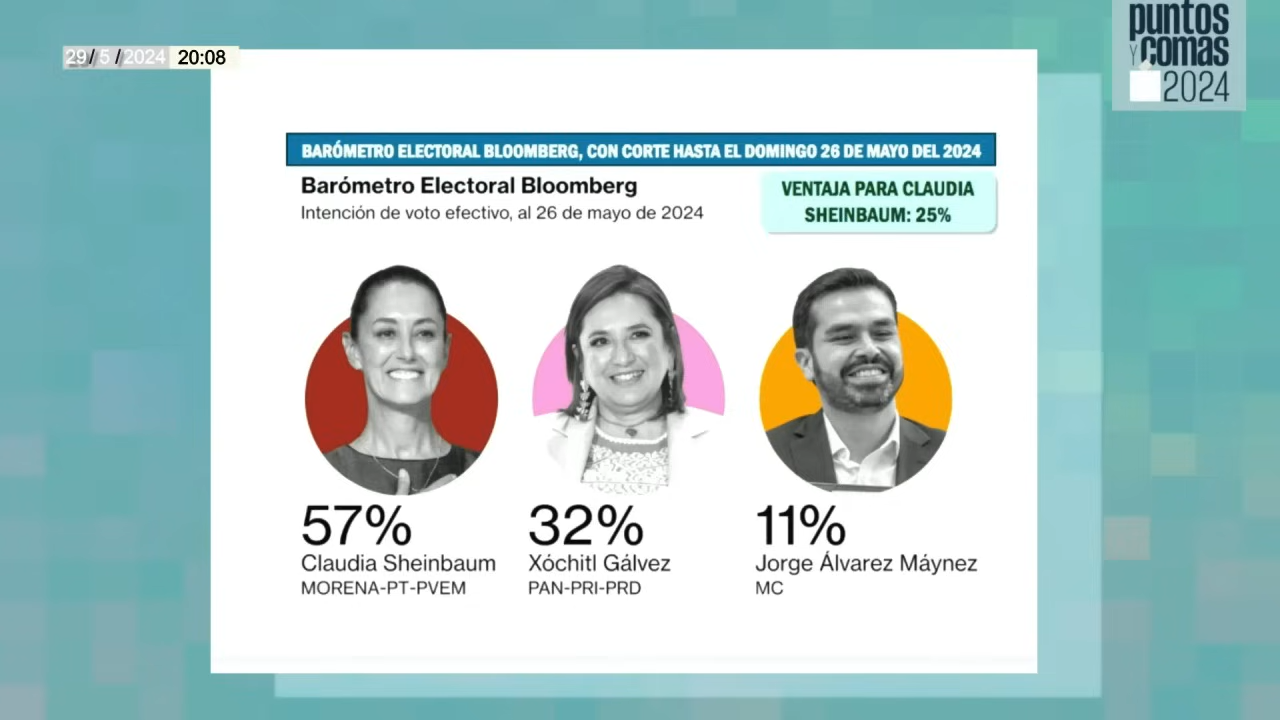 29/ 5 /2024 20:08
puntos
Y comas
2024
BARÓMETRO ELECTORAL BLOOMBERG, CON CORTE HASTA EL DOMINGO 26 DE MAYO DEL 2024
Barómetro Electoral Bloomberg
Intención de voto efectivo, al 26 de mayo de 2024
VENTAJA PARA CLAUDIA
SHEINBAUM: 25%
57%
Claudia Sheinbaum
MORENA-PT-PVEM
32%
Xóchitl Gálvez
PAN-PRI-PRD
11%
Jorge Álvarez Máynez
MC